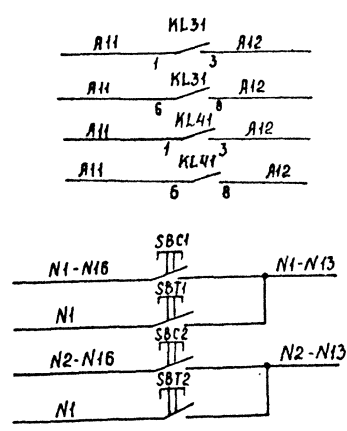 KL31
A11 A12
1 3
KL31
A11 A12
6 8
KL41
A11 A12
1 3
KL41
A11 A12
6 8
SBC1
N1-N16 N1-N13
SBT1
N1
SBC2
N2-N16 N2-N13
SBT2
N1